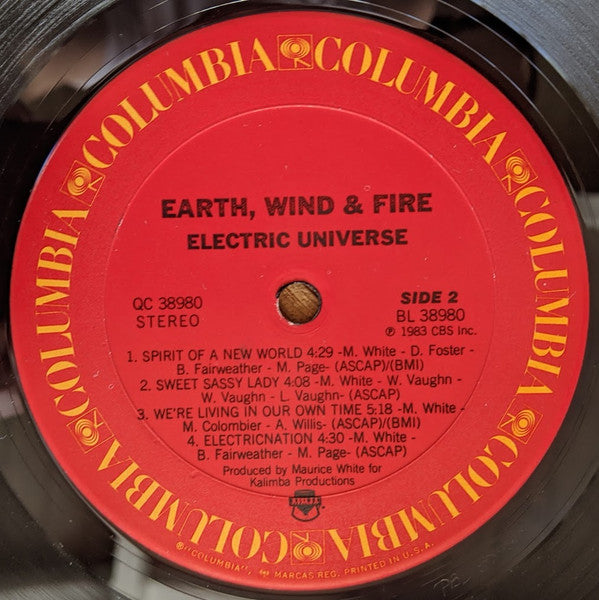 COLUMBIA COLUMBIA COLUMBIA COLUMBIA COLUMBIA COLUMBIA
EARTH, WIND & FIRE
ELECTRIC UNIVERSE
QC 38980
STEREO
SIDE 2
BL 38980
℗ 1983 CBS Inc.
1. SPIRIT OF A NEW WORLD 4:29 -M. White - D. Foster -
B. Fairweather - M. Page- (ASCAP)/(BMI)
2. SWEET SASSY LADY 4:08 -M. White - W. Vaughn -
W. Vaughn - L. Vaughn- (ASCAP)
3. WE'RE LIVING IN OUR OWN TIME 5:18 -M. White-
M. Colombier - A. Willis- (ASCAP)/(BMI)
4. ELECTRICNATION 4:30 -M. White -
B. Fairweather - M. Page- (ASCAP)
Produced by Maurice White for
Kalimba Productions
®"COLUMBIA", MARCAS REG. PRINTED IN U.S.A.